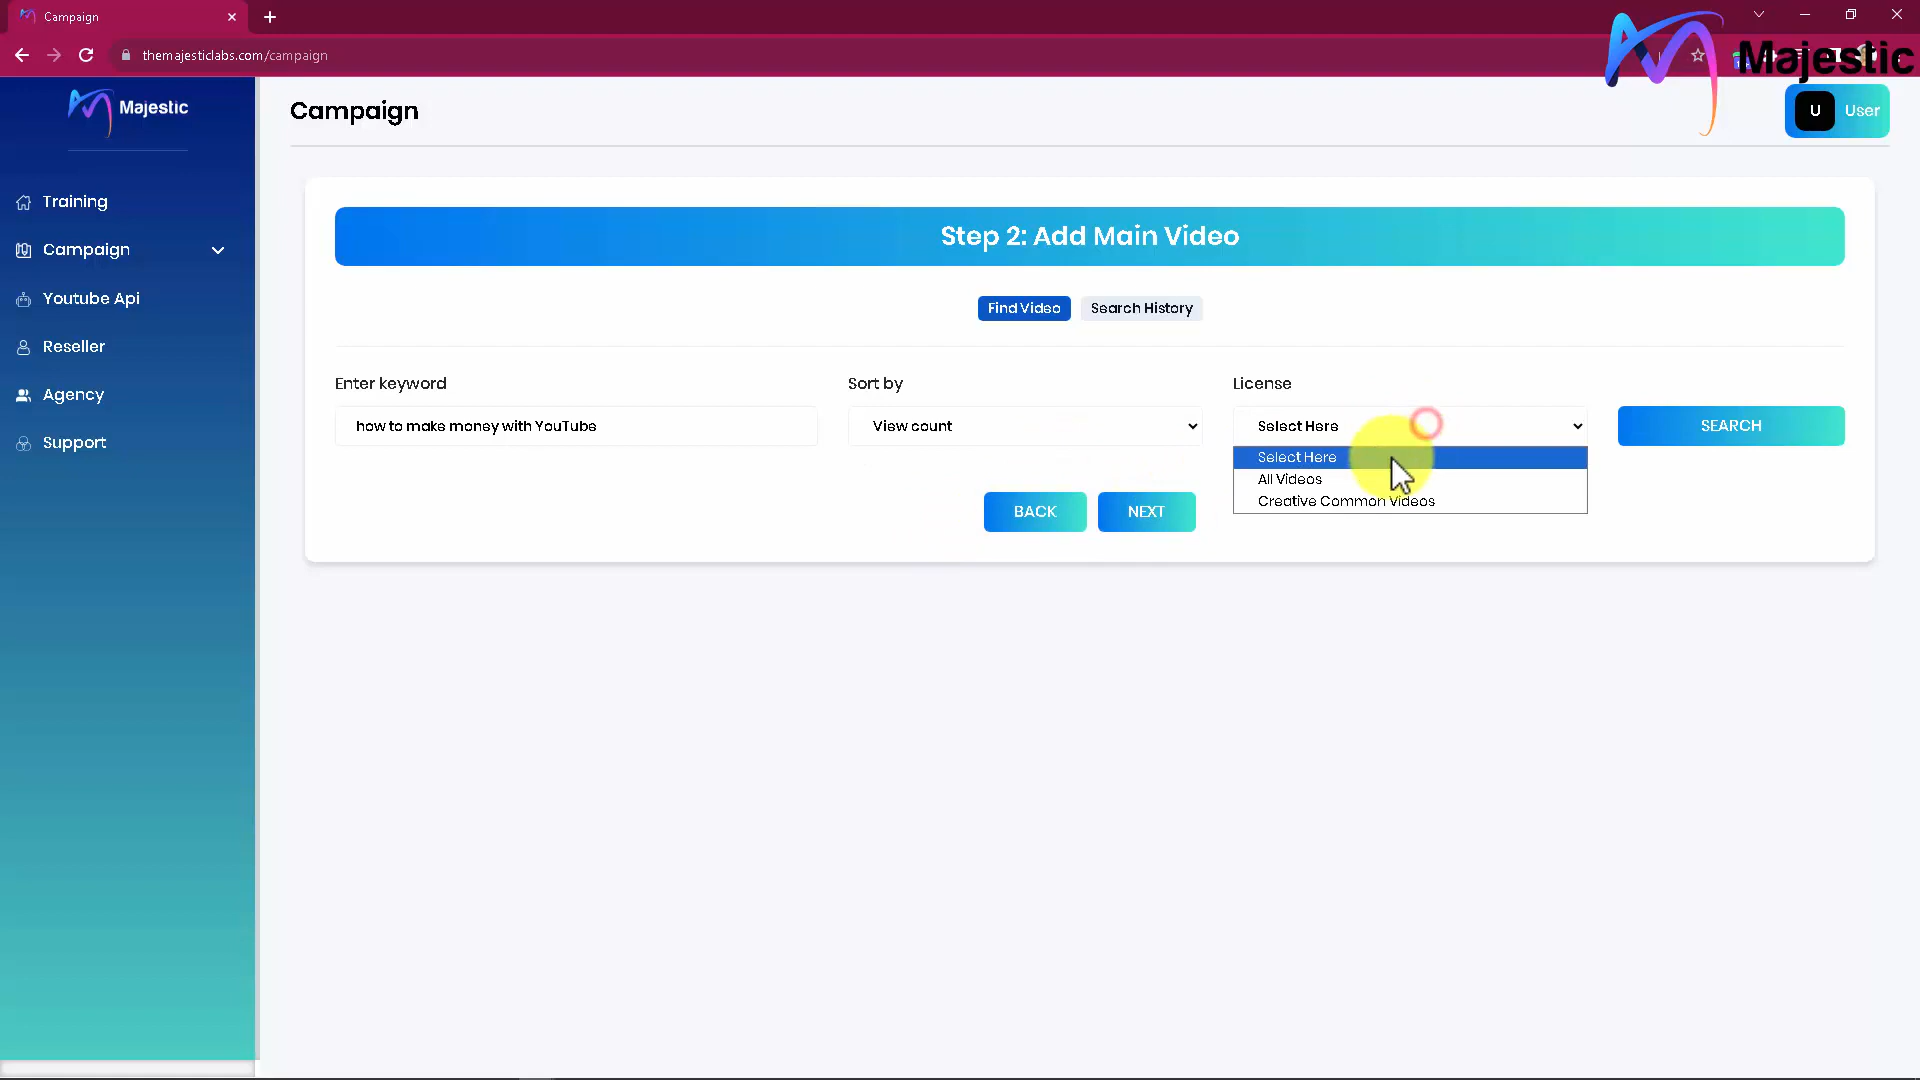 Campaign
themajesticlabs.com/campaign
Majestic
Majestic
Campaign
U User
Training
Campaign
Youtube Api
Reseller
Agency
Support
Step 2: Add Main Video
Find Video Search History
Enter keyword Sort by License
how to make money with YouTube View count Select Here SEARCH
Select Here
All Videos
Creative Common Videos
BACK NEXT